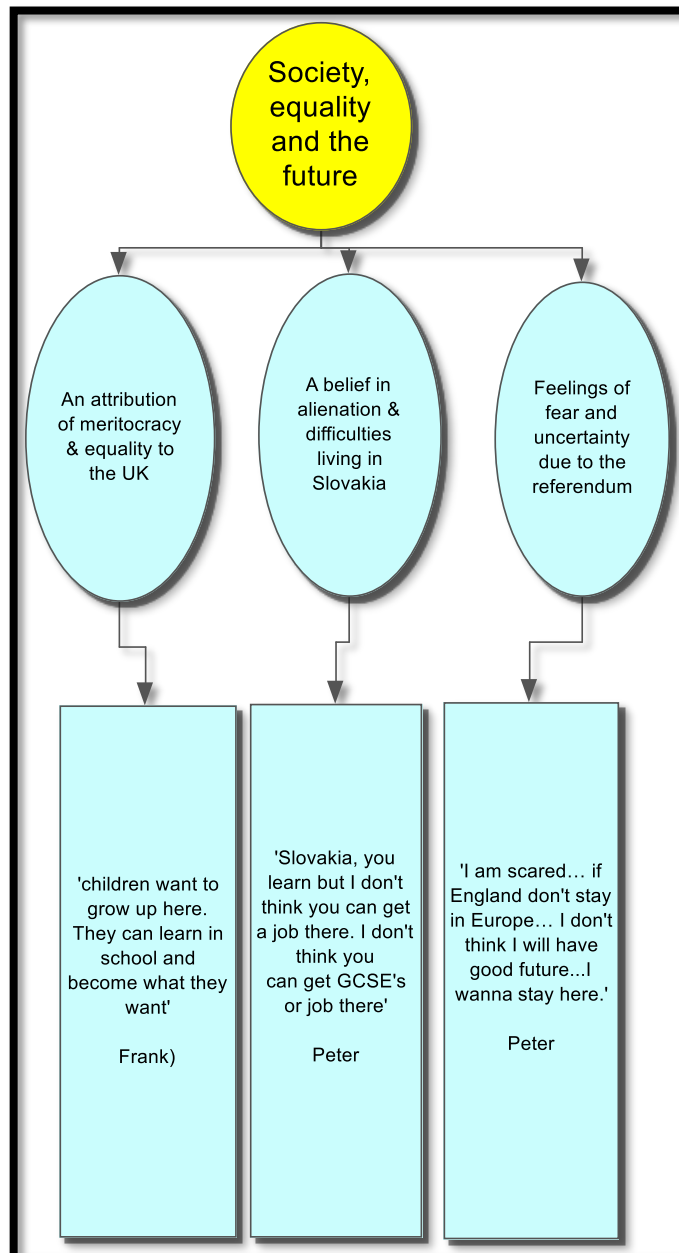 Society,
equality
and the
future
An attribution
of meritocracy
& equality to
the UK
A belief in
alienation &
difficulties
living in
Slovakia
Feelings of
fear and
uncertainty
due to the
referendum
'children want to
grow up here.
They can learn in
school and
become what they
want'
Frank)
'Slovakia, you
learn but I don't
think you can get
a job there. I don't
think you
can get GCSE's
or job there'
Peter
'I am scared… if
England don't stay
in Europe… I don't
think I will have
good future...I
wanna stay here.'
Peter